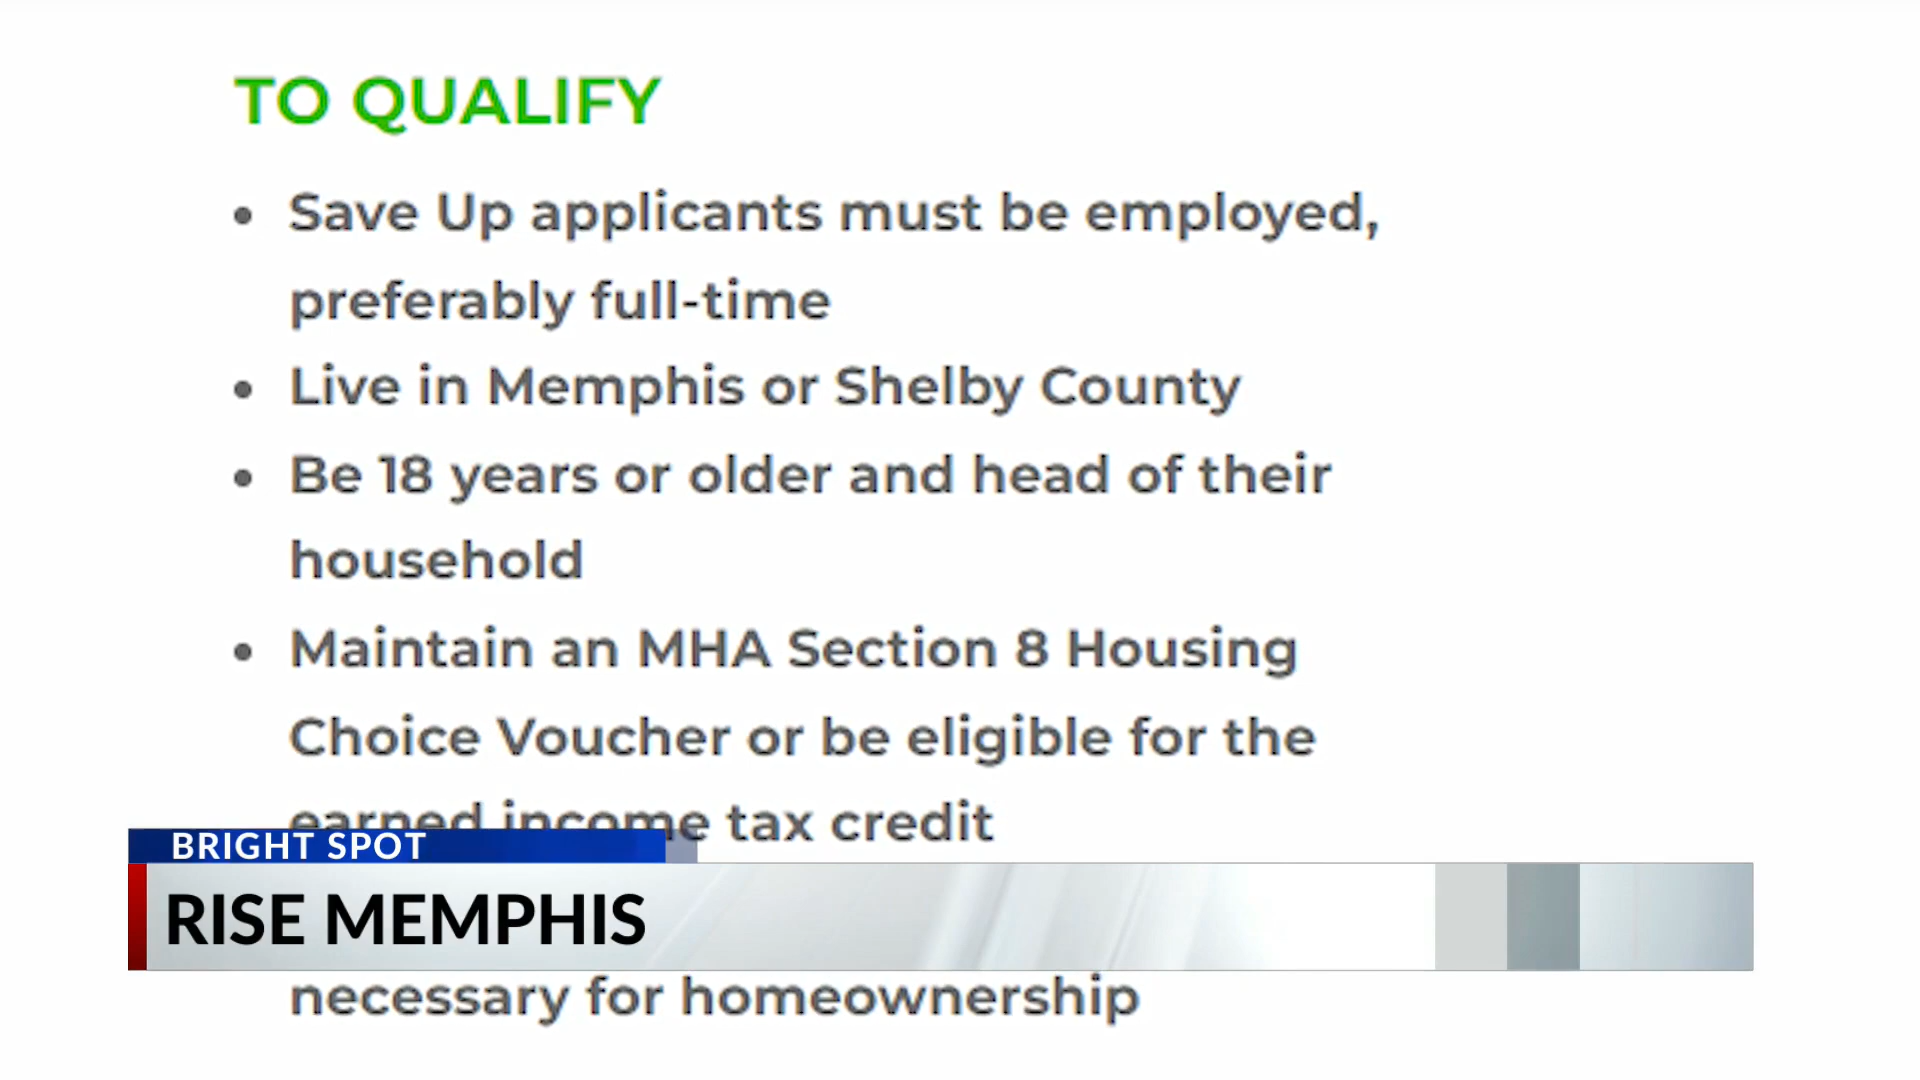 TO QUALIFY
• Save Up applicants must be employed,
preferably full-time
• Live in Memphis or Shelby County
• Be 18 years or older and head of their
household
• Maintain an MHA Section 8 Housing
Choice Voucher or be eligible for the
earned income tax credit
BRIGHT SPOT
RISE MEMPHIS
necessary for homeownership